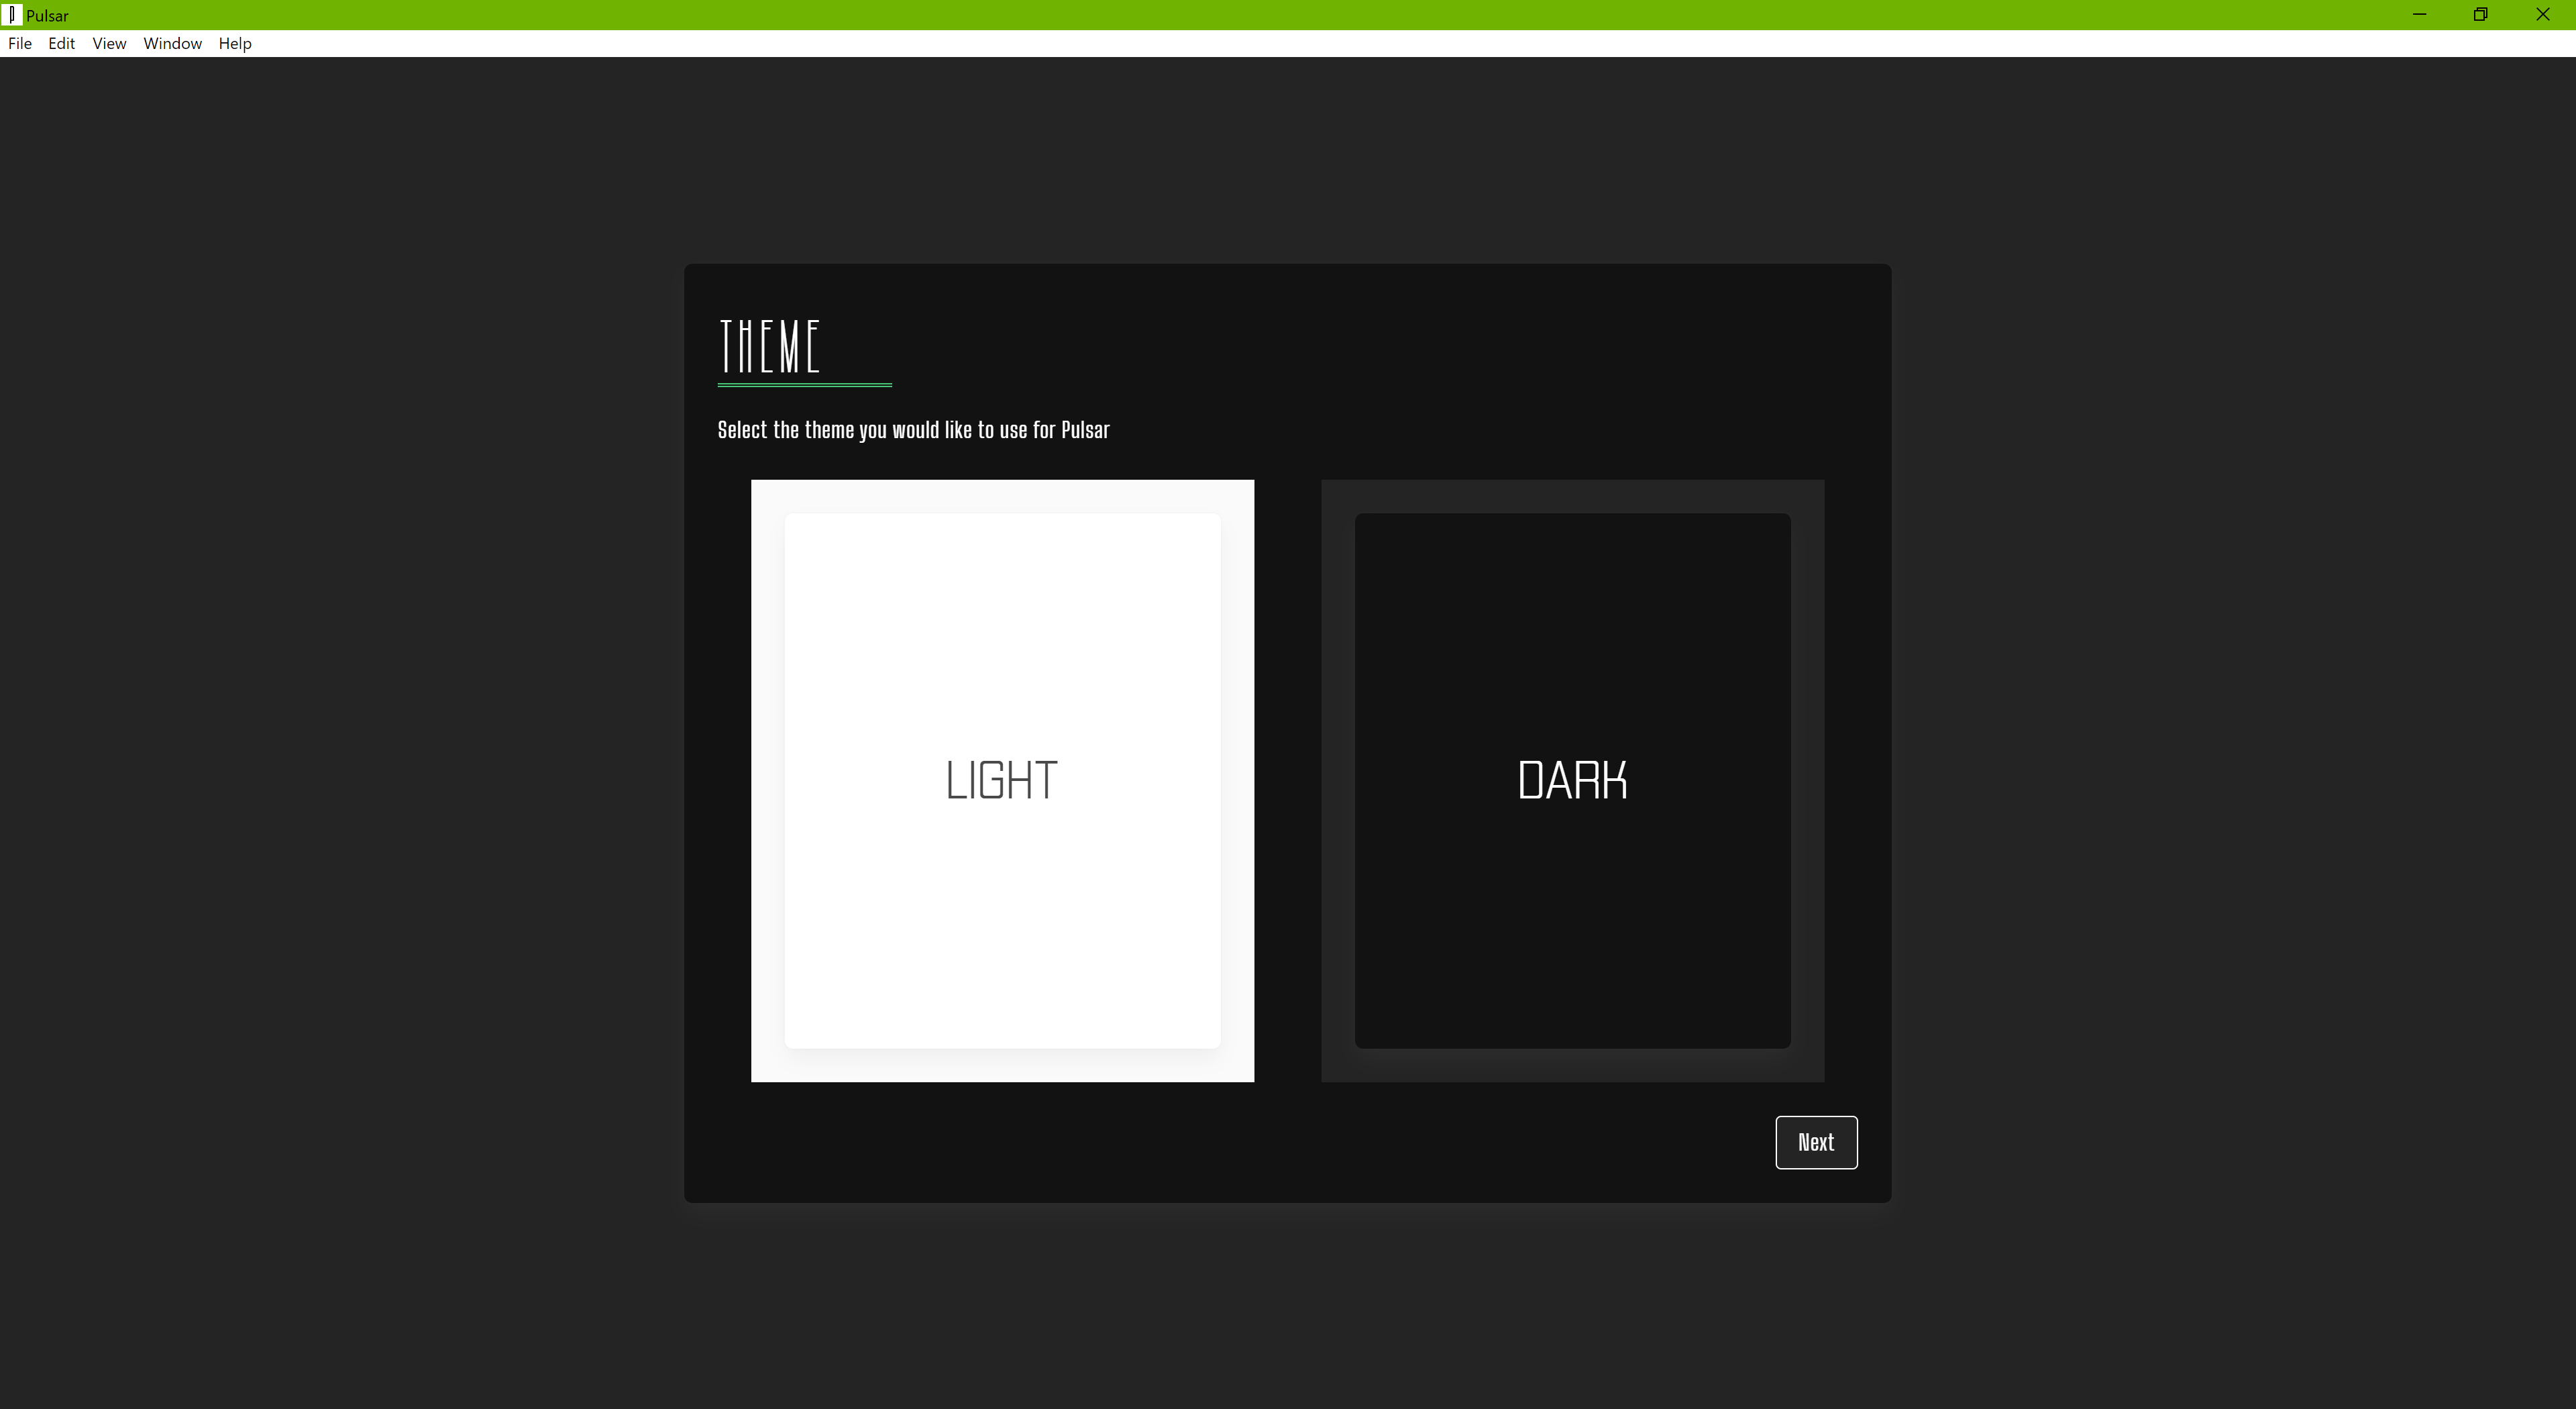 Pulsar
File Edit View Window Help
THEME
Select the theme you would like to use for Pulsar
LIGHT
DARK
Next